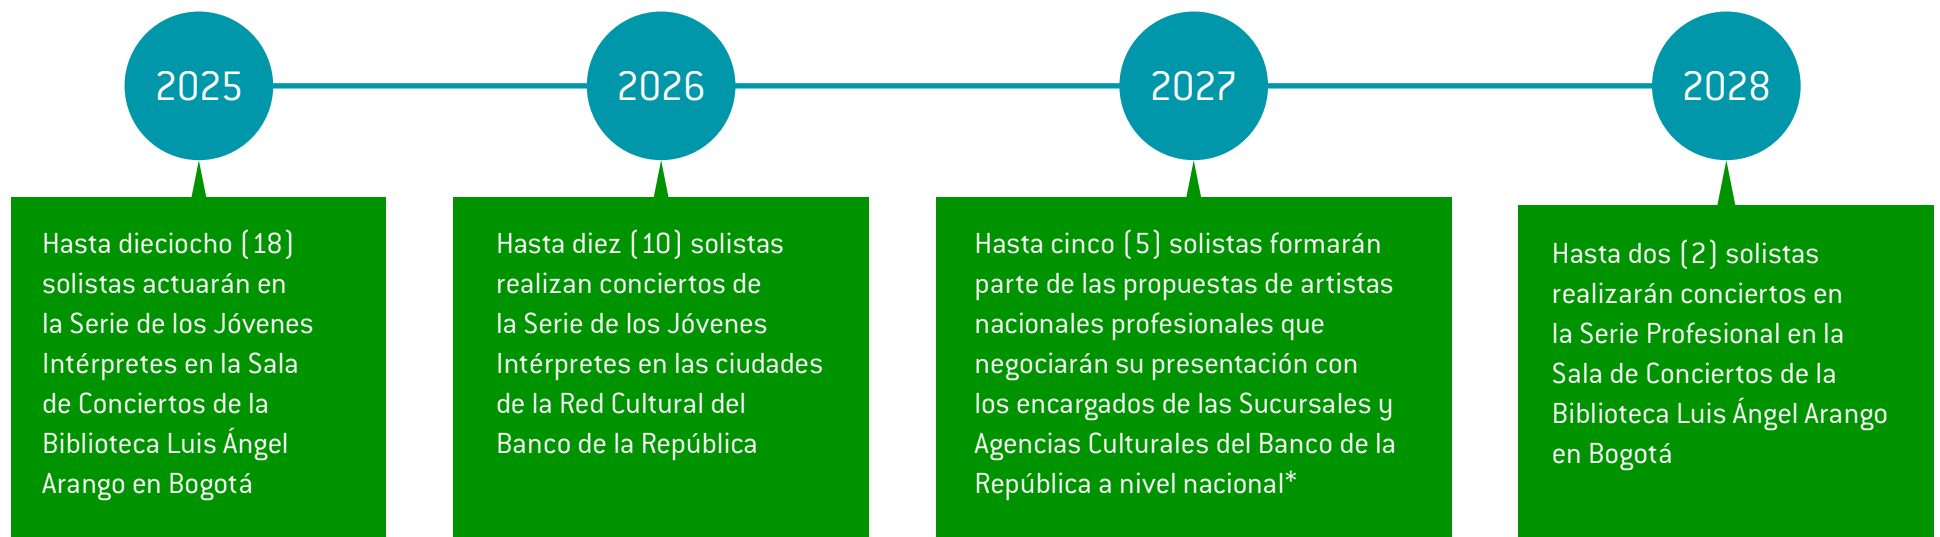 2025
2026
2027
2028
Hasta dieciocho (18)
solistas actuarán en
la Serie de los Jóvenes
Intérpretes en la Sala
de Conciertos de la
Biblioteca Luis Ángel
Arango en Bogotá
Hasta diez (10) solistas
realizan conciertos de
la Serie de los Jóvenes
Intérpretes en las ciudades
de la Red Cultural del
Banco de la República
Hasta cinco (5) solistas formarán
parte de las propuestas de artistas
nacionales profesionales que
negociarán su presentación con
los encargados de las Sucursales y
Agencias Culturales del Banco de la
República a nivel nacional*
Hasta dos (2) solistas
realizarán conciertos en
la Serie Profesional en la
Sala de Conciertos de la
Biblioteca Luis Ángel Arango
en Bogotá